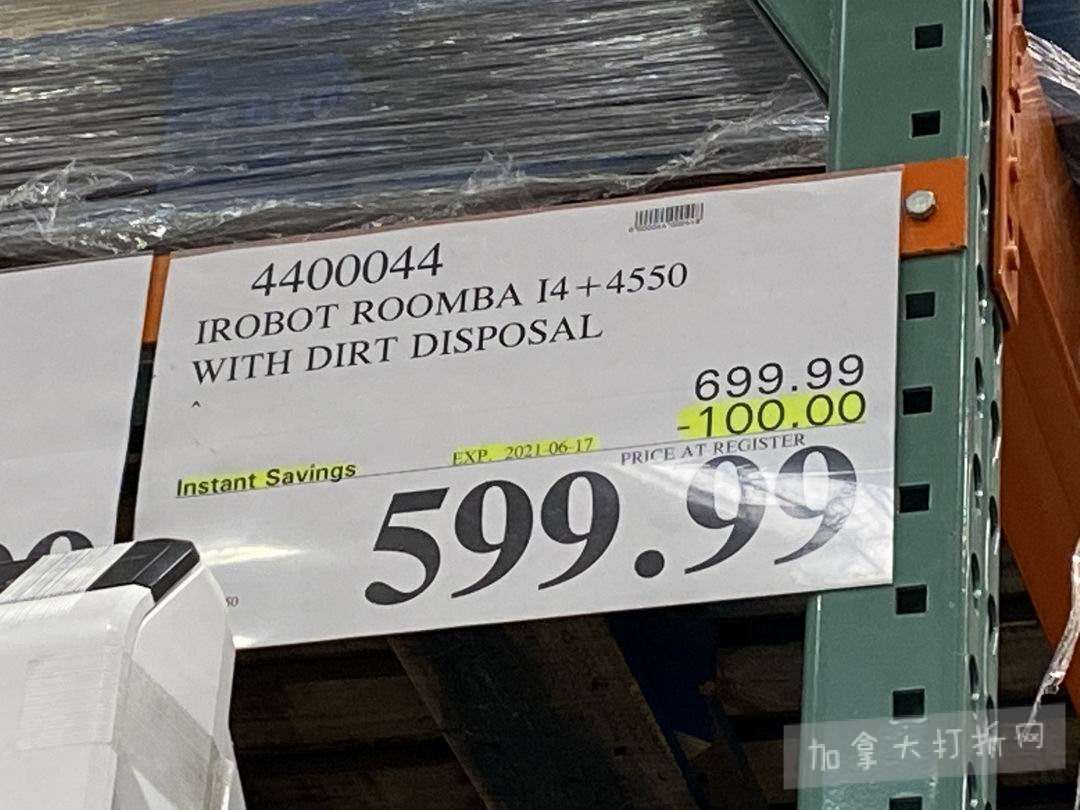 4400044
IROBOT ROOMBA I4+4550
WITH DIRT DISPOSAL
^
699.99
-100.00
Instant Savings
EXP. 2021-06-17
PRICE AT REGISTER
599.99
加拿大打折网